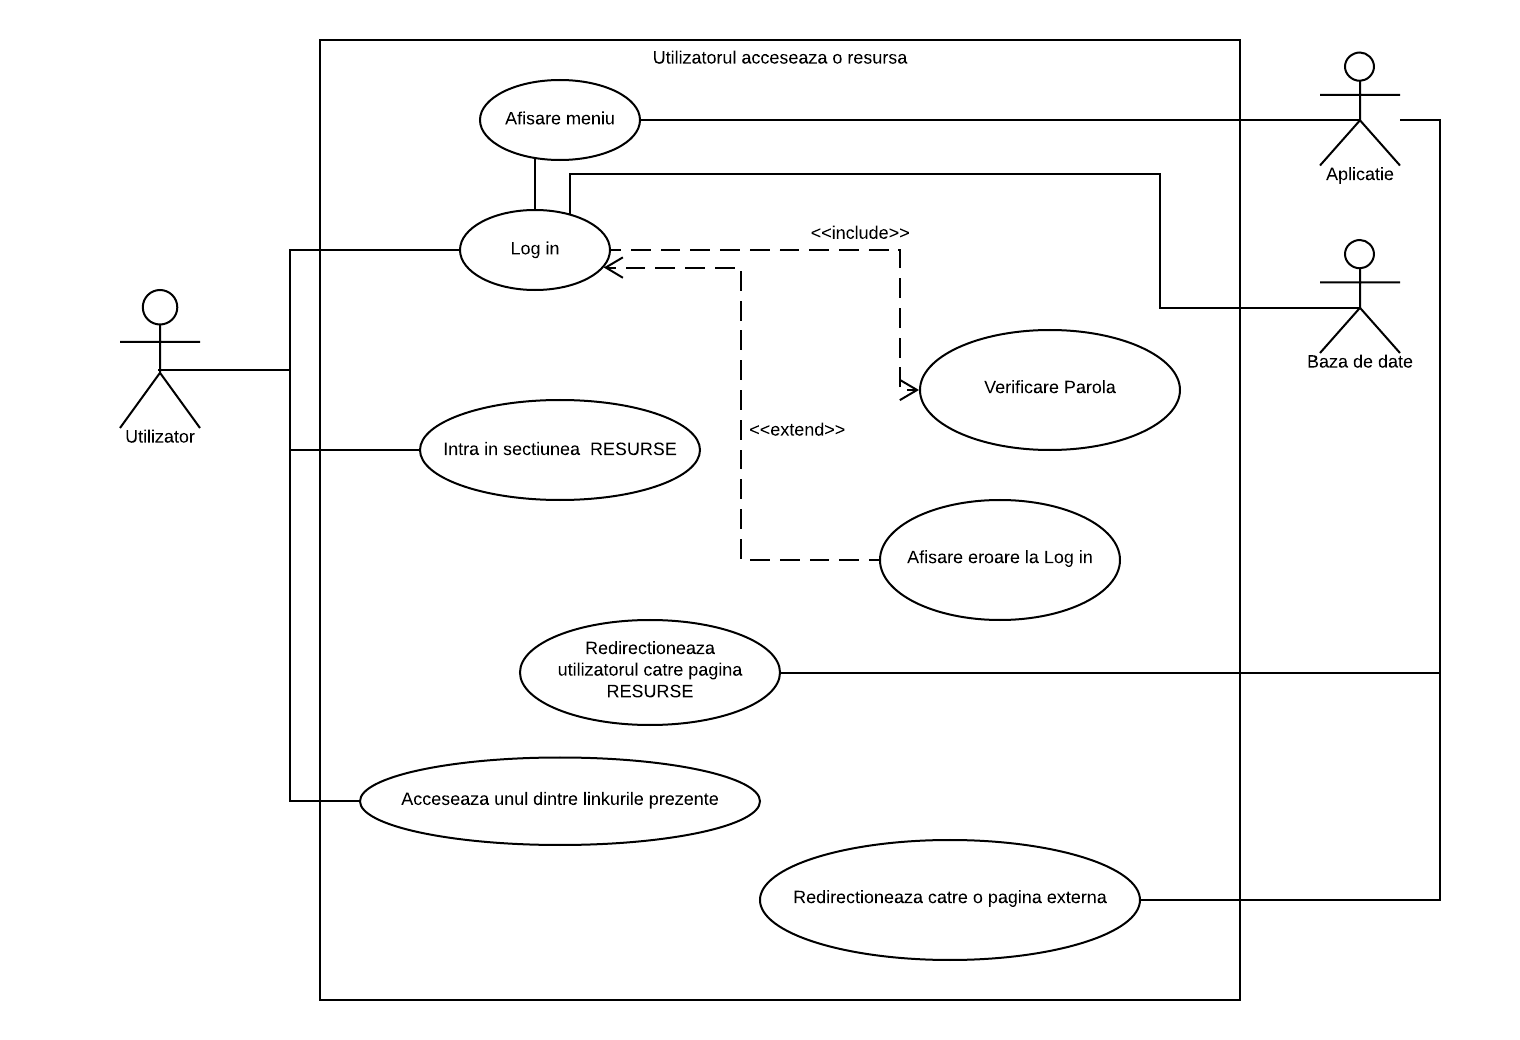 Utilizatorul acceseaza o resursa
Afisare meniu
Aplicatie
<<include>>
Log in
Baza de date
Verificare Parola
Utilizator
<<extend>>
Intra in sectiunea  RESURSE
Afisare eroare la Log in
Redirectioneaza
utilizatorul catre pagina
RESURSE
Acceseaza unul dintre linkurile prezente
Redirectioneaza catre o pagina externa